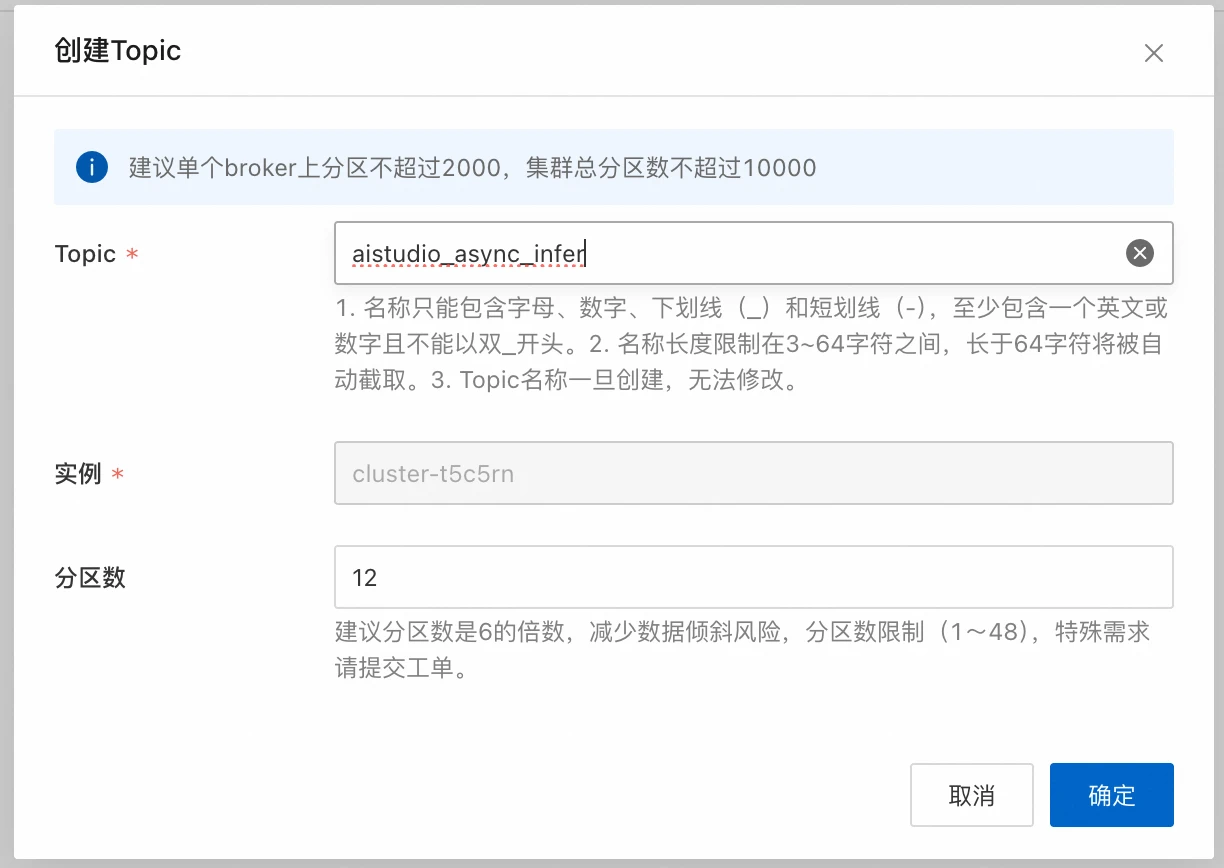 创建Topic
建议单个broker上分区不超过2000，集群总分区数不超过10000
Topic *
aistudio_async_infer
1. 名称只能包含字母、数字、下划线（_）和短划线（-），至少包含一个英文或
数字且不能以双_开头。2. 名称长度限制在3~64字符之间，长于64字符将被自
动截取。3. Topic名称一旦创建，无法修改。
实例 *
cluster-t5c5rn
分区数
12
建议分区数是6的倍数，减少数据倾斜风险，分区数限制（1～48），特殊需求
请提交工单。
取消
确定